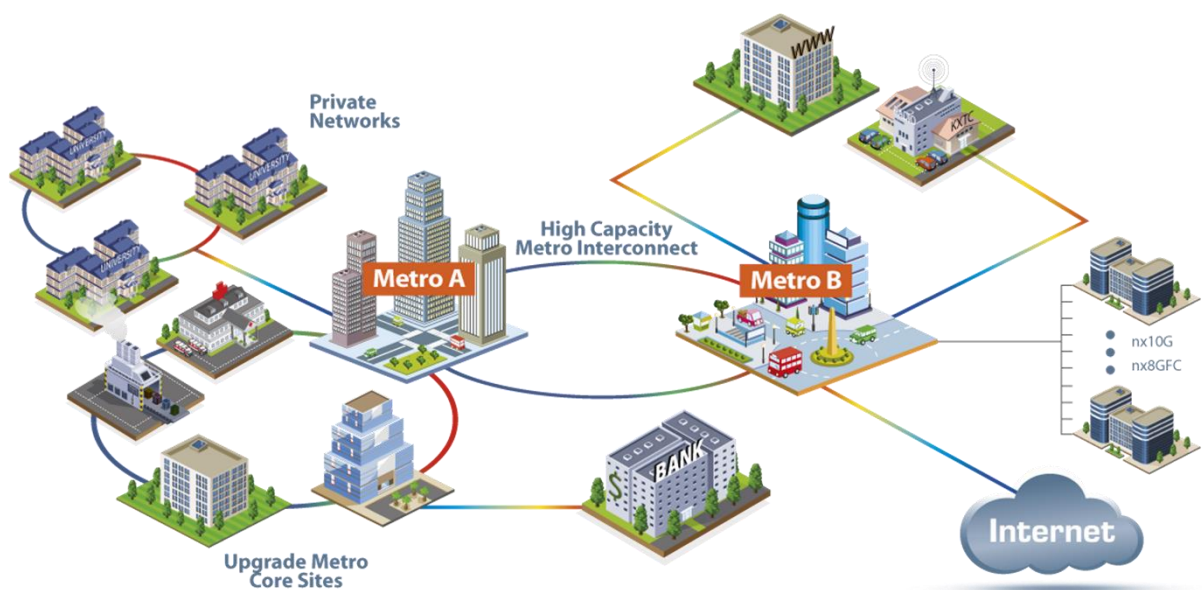 WWW
KXTC
Private
Networks
UNIVERSITY
UNIVERSITY
UNIVERSITY
High Capacity
Metro Interconnect
Metro A
Metro B
nx10G
nx8GFC
BANK
$
Internet
Upgrade Metro
Core Sites